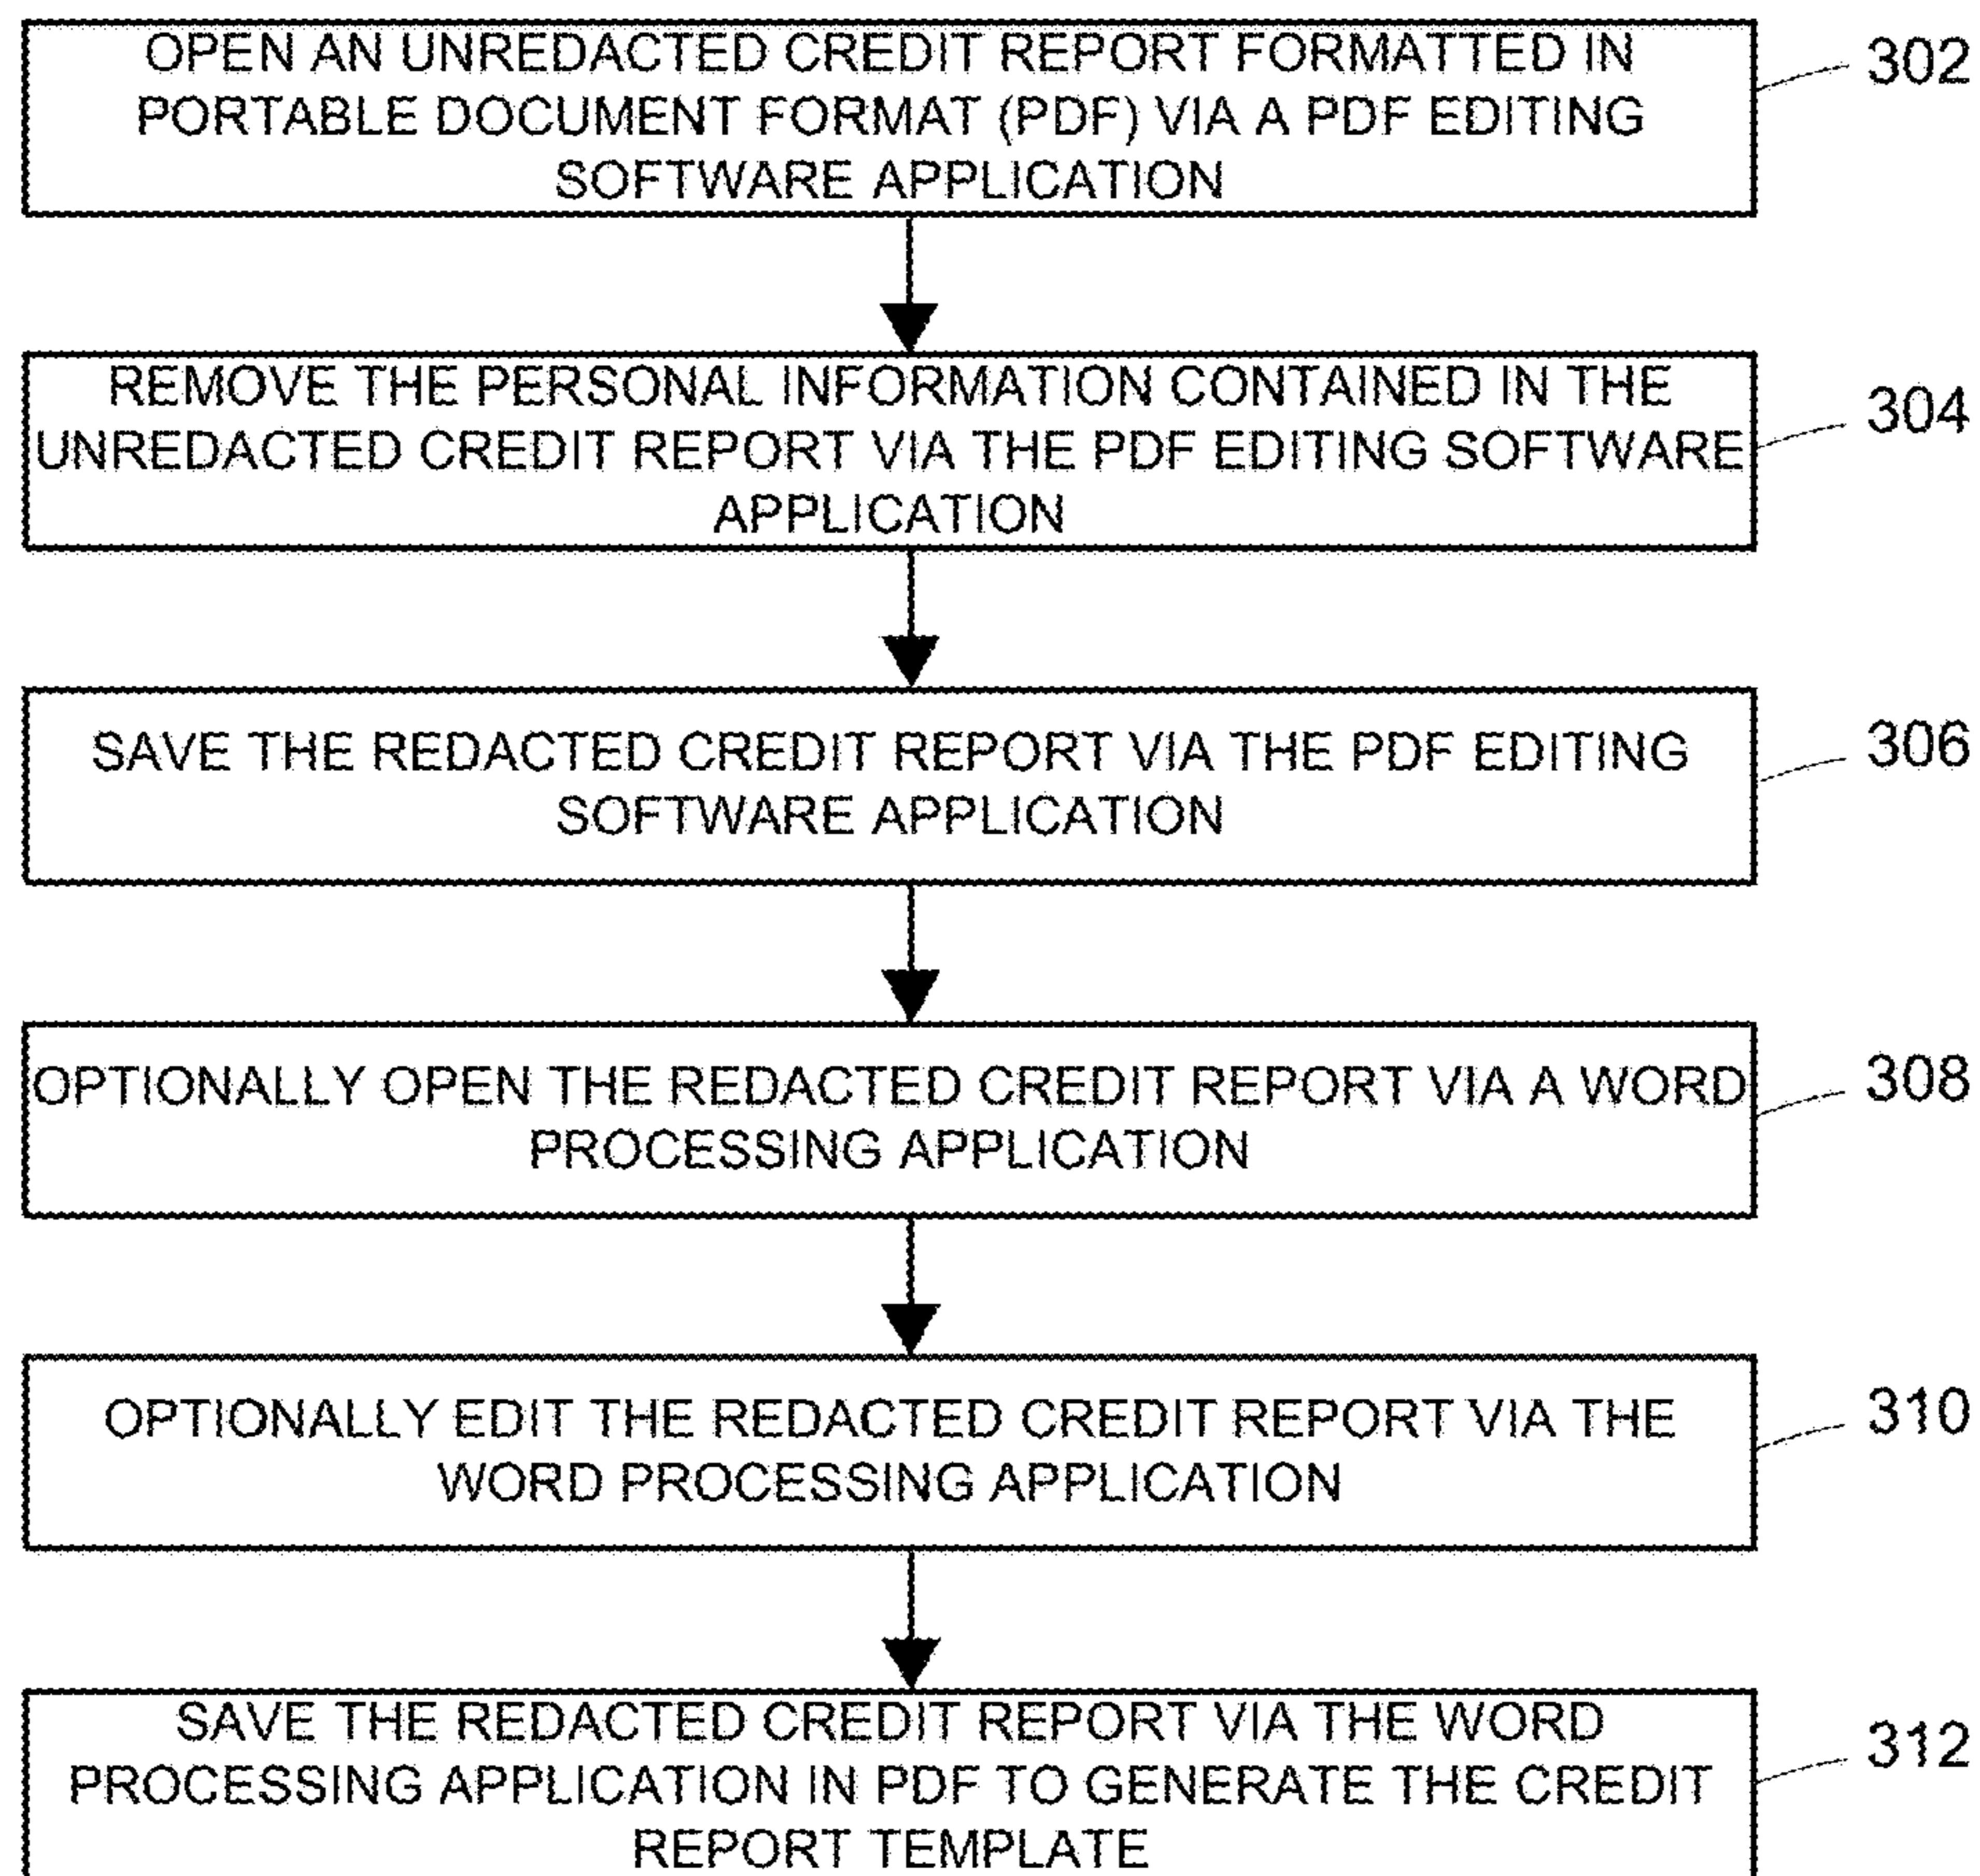 OPEN AN UNREDACTED CREDIT REPORT FORMATTED IN
PORTABLE DOCUMENT FORMAT (PDF) VIA A PDF EDITING
SOFTWARE APPLICATION
302
REMOVE THE PERSONAL INFORMATION CONTAINED IN THE
UNREDACTED CREDIT REPORT VIA THE PDF EDITING SOFTWARE
APPLICATION
304
SAVE THE REDACTED CREDIT REPORT VIA THE PDF EDITING
SOFTWARE APPLICATION
306
OPTIONALLY OPEN THE REDACTED CREDIT REPORT VIA A WORD
PROCESSING APPLICATION
308
OPTIONALLY EDIT THE REDACTED CREDIT REPORT VIA THE
WORD PROCESSING APPLICATION
310
SAVE THE REDACTED CREDIT REPORT VIA THE WORD
PROCESSING APPLICATION IN PDF TO GENERATE THE CREDIT
REPORT TEMPLATE
312